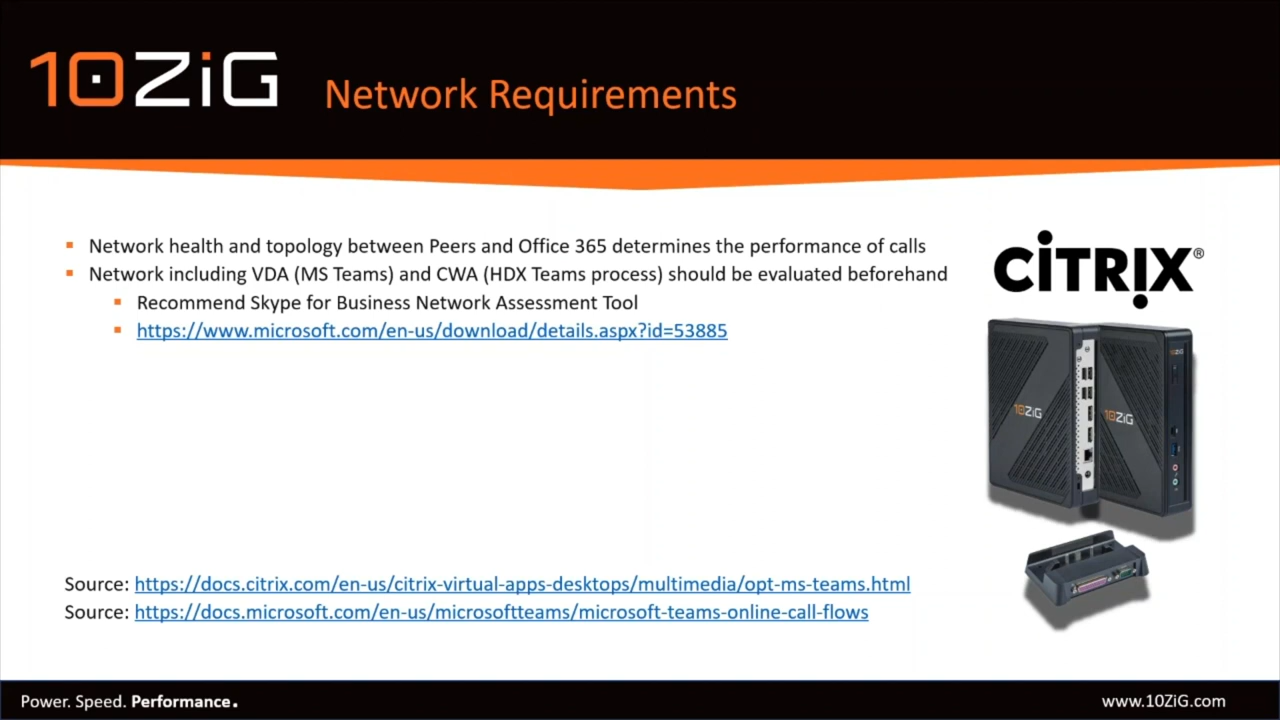 10ZiG
Network Requirements
Network health and topology between Peers and Office 365 determines the performance of calls
Network including VDA (MS Teams) and CWA (HDX Teams process) should be evaluated beforehand
Recommend Skype for Business Network Assessment Tool
https://www.microsoft.com/en-us/download/details.aspx?id=53885
CiTRIX®
10ZiG
10ZiG
10ZiG
Source: https://docs.citrix.com/en-us/citrix-virtual-apps-desktops/multimedia/opt-ms-teams.html
Source: https://docs.microsoft.com/en-us/microsoftteams/microsoft-teams-online-call-flows
Power. Speed. Performance.
www.10ZiG.com